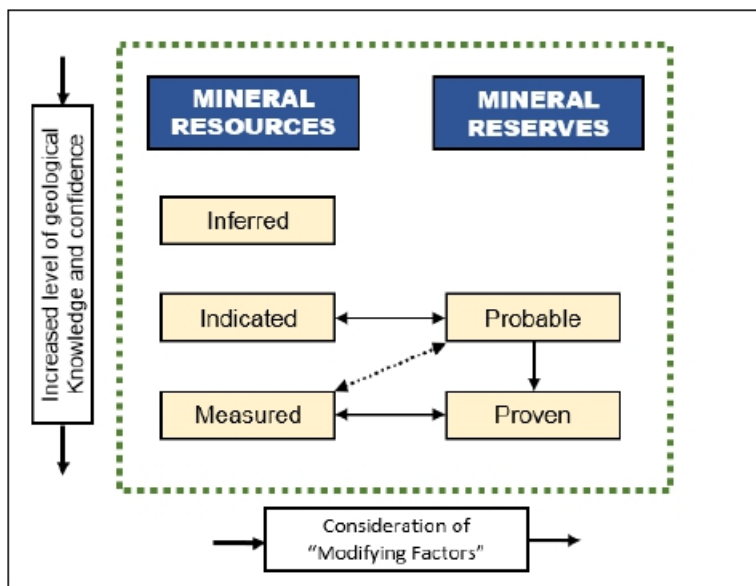 MINERAL
RESOURCES
MINERAL
RESERVES
Increased level of geological
Knowledge and confidence
Inferred
Indicated
Probable
Measured
Proven
Consideration of
“Modifying Factors”